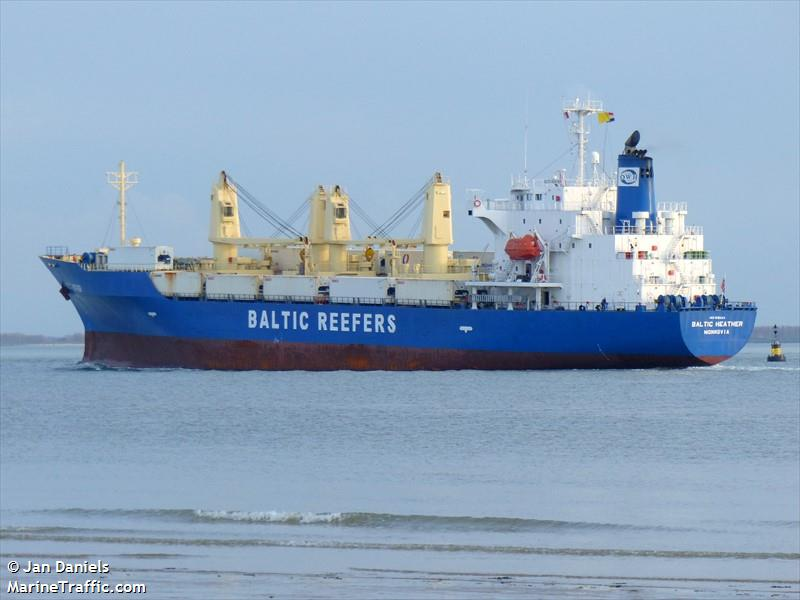 BALTIC REEFERS
BALTIC HEATHER
MONROVIA
© Jan Daniels
MarineTraffic.com